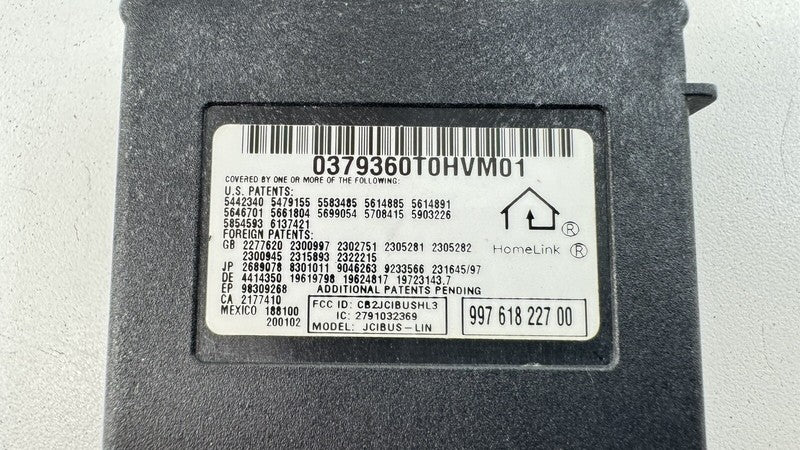 0379360T0HVM01
COVERED BY ONE OR MORE OF THE FOLLOWING:
U.S. PATENTS:
5442340 5479155 5583485 5614885 5614891
5646701 5661804 5699054 5708415 5903226
5854593 6137421
FOREIGN PATENTS:
GB 2277620 2300997 2302751 2305281 2305282
2300945 2315893 2322215
JP 2689078 8301011 9046263 9233566 231645/97
DE 4414350 19619798 19624817 19723143.7
EP 98309268 ADDITIONAL PATENTS PENDING
CA 2177410
MEXICO 188100
200102
FCC ID: CB2JCIBUSHL3
IC: 2791032369
MODEL: JCIBUS-LIN
997 618 227 00
®
HomeLink ®